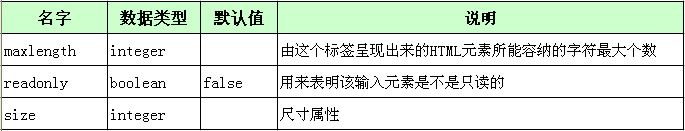 名字 数据类型 默认值 说明
maxlength integer 由这个标签呈现出来的HTML元素所能容纳的字符最大个数
readonly boolean false 用来表明该输入元素是不是只读的
size integer 尺寸属性